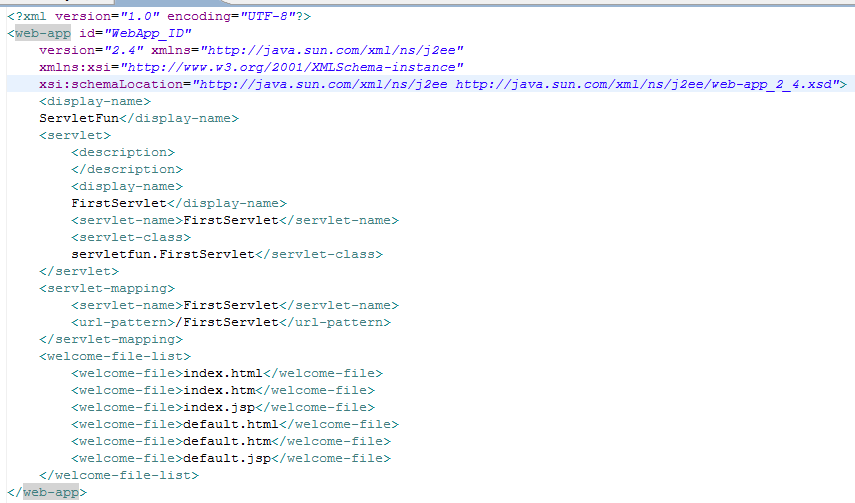 <?xml version="1.0" encoding="UTF-8"?>
<web-app id="WebApp_ID"
    version="2.4" xmlns="http://java.sun.com/xml/ns/j2ee"
    xmlns:xsi="http://www.w3.org/2001/XMLSchema-instance"
    xsi:schemaLocation="http://java.sun.com/xml/ns/j2ee http://java.sun.com/xml/ns/j2ee/web-app_2_4.xsd">
    <display-name>
    ServletFun</display-name>
    <servlet>
        <description>
        </description>
        <display-name>
        FirstServlet</display-name>
        <servlet-name>FirstServlet</servlet-name>
        <servlet-class>
        servletfun.FirstServlet</servlet-class>
    </servlet>
    <servlet-mapping>
        <servlet-name>FirstServlet</servlet-name>
        <url-pattern>/FirstServlet</url-pattern>
    </servlet-mapping>
    <welcome-file-list>
        <welcome-file>index.html</welcome-file>
        <welcome-file>index.htm</welcome-file>
        <welcome-file>index.jsp</welcome-file>
        <welcome-file>default.html</welcome-file>
        <welcome-file>default.htm</welcome-file>
        <welcome-file>default.jsp</welcome-file>
    </welcome-file-list>
</web-app>